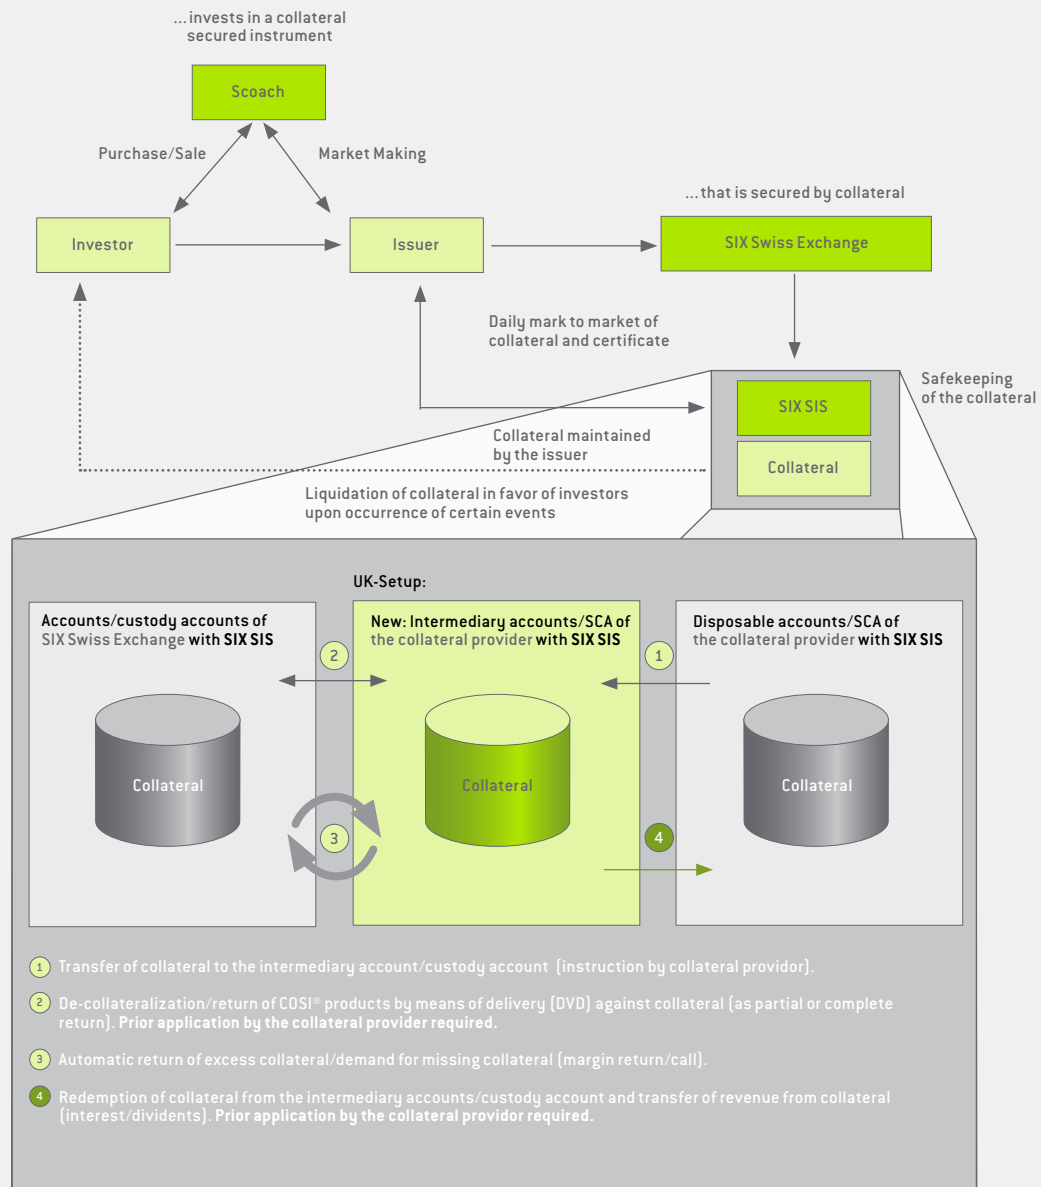 ...invests in a collateral
secured instrument
Scoach
Purchase/Sale
Market Making
...that is secured by collateral
Investor
Issuer
SIX Swiss Exchange
Daily mark to market of
collateral and certificate
Safekeeping
of the collateral
SIX SIS
Collateral maintained
by the issuer
Collateral
Liquidation of collateral in favor of investors
upon occurrence of certain events
UK-Setup:
Accounts/custody accounts of
SIX Swiss Exchange with SIX SIS
New: Intermediary accounts/SCA of
the collateral provider with SIX SIS
Disposable accounts/SCA of
the collateral provider with SIX SIS
2
1
Collateral
Collateral
Collateral
3
4
1 Transfer of collateral to the intermediary account/custody account (instruction by collateral providor).
2 De-collateralization/return of COSI® products by means of delivery (DVD) against collateral (as partial or complete
return). Prior application by the collateral provider required.
3 Automatic return of excess collateral/demand for missing collateral (margin return/call).
4 Redemption of collateral from the intermediary accounts/custody account and transfer of revenue from collateral
(interest/dividents). Prior application by the collateral providor required.